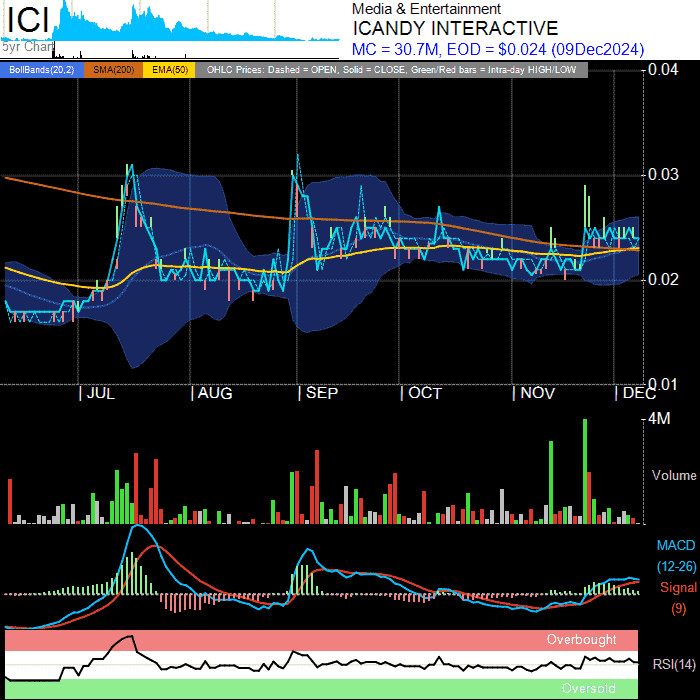 ICI
5yr Chart
Media & Entertainment
ICANDY INTERACTIVE
MC = 30.7M, EOD = $0.024 (09Dec2024)
BollBands(20,2) SMA(200) EMA(50) OHLC Prices: Dashed = OPEN, Solid = CLOSE, Green/Red bars = Intra-day HIGH/LOW
0.04
0.03
0.02
0.01
| JUL | AUG | SEP | OCT | NOV | DEC
4M
Volume
MACD
(12-26)
Signal
(9)
Overbought
RSI(14)
Oversold